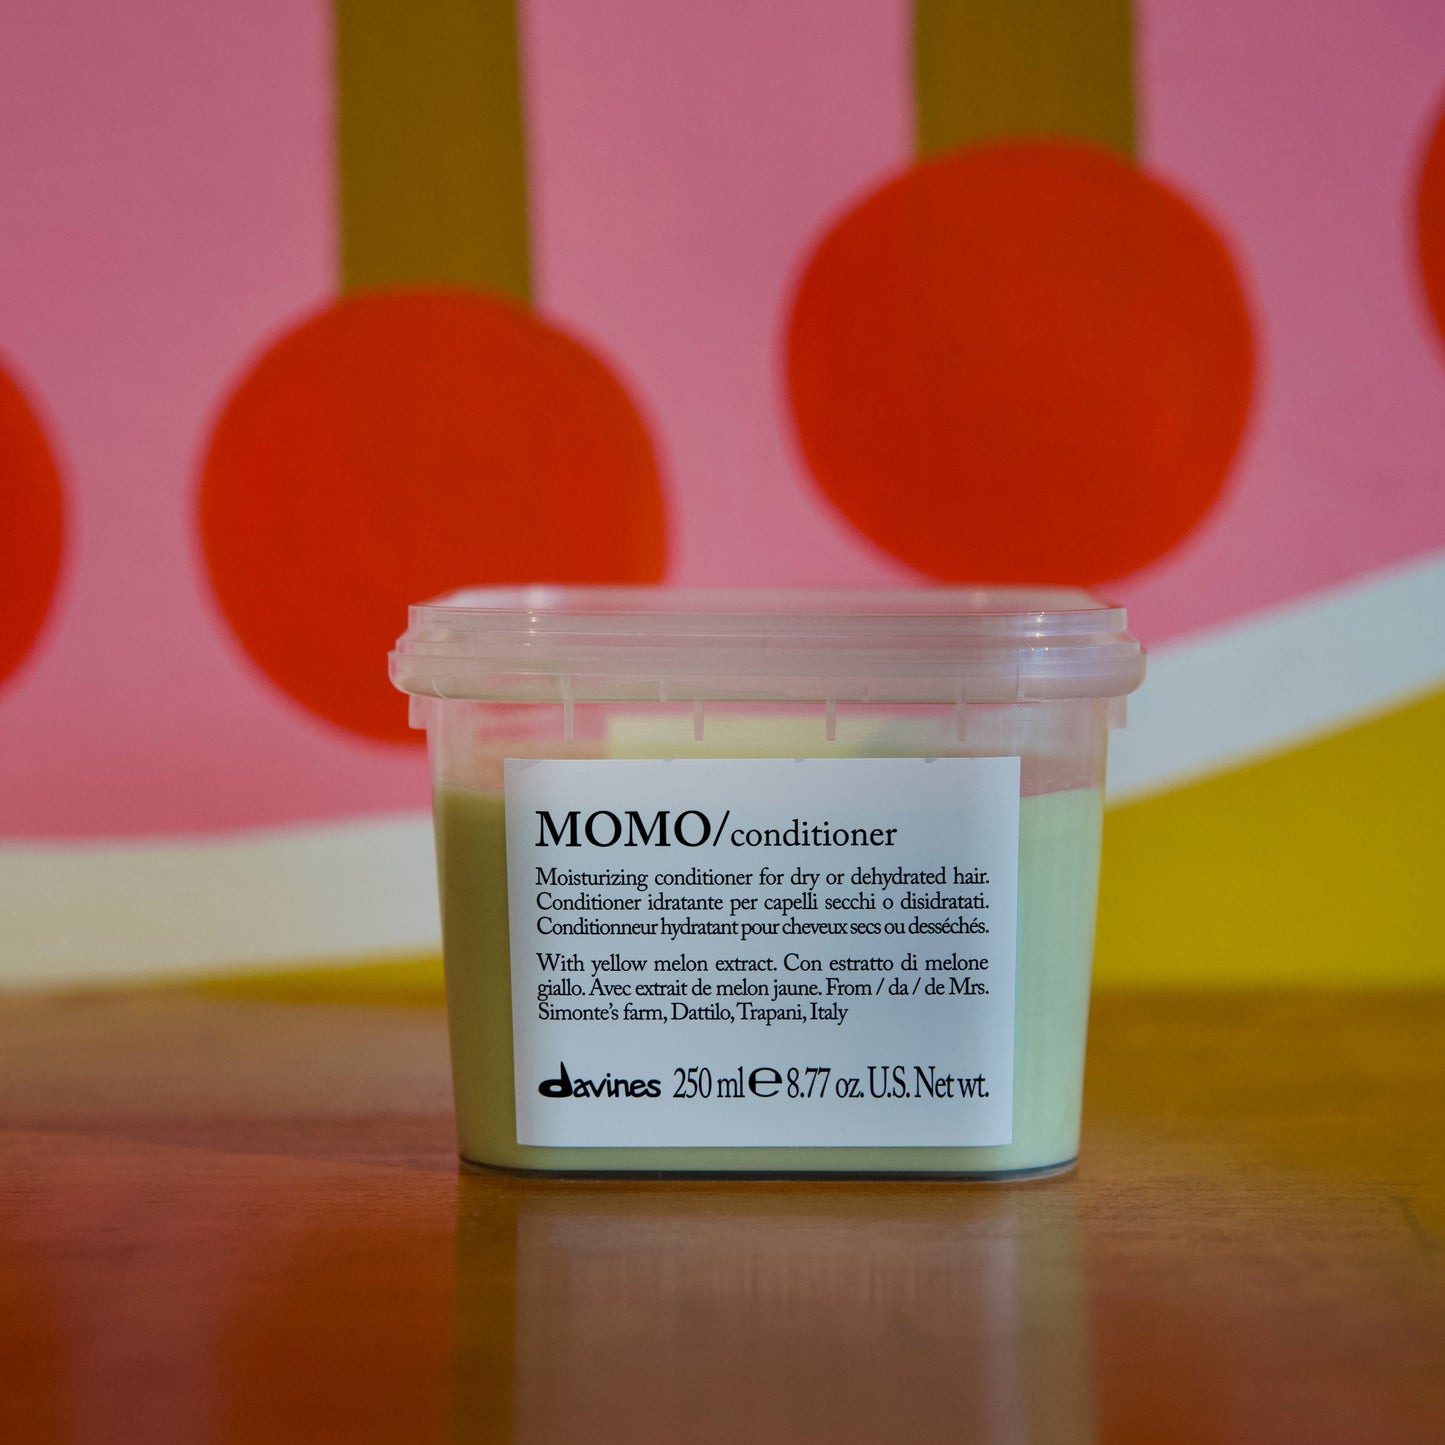 MOMO/conditioner
Moisturizing conditioner for dry or dehydrated hair.
Conditioner idratante per capelli secchi o disidratati.
Conditionneur hydratant pour cheveux secs ou desséchés.
With yellow melon extract. Con estratto di melone
giallo. Avec extrait de melon jaune. From / da / de Mrs.
Simonte's farm, Dattilo, Trapani, Italy
davines 250 ml ℮ 8.77 oz. U.S. Net wt.